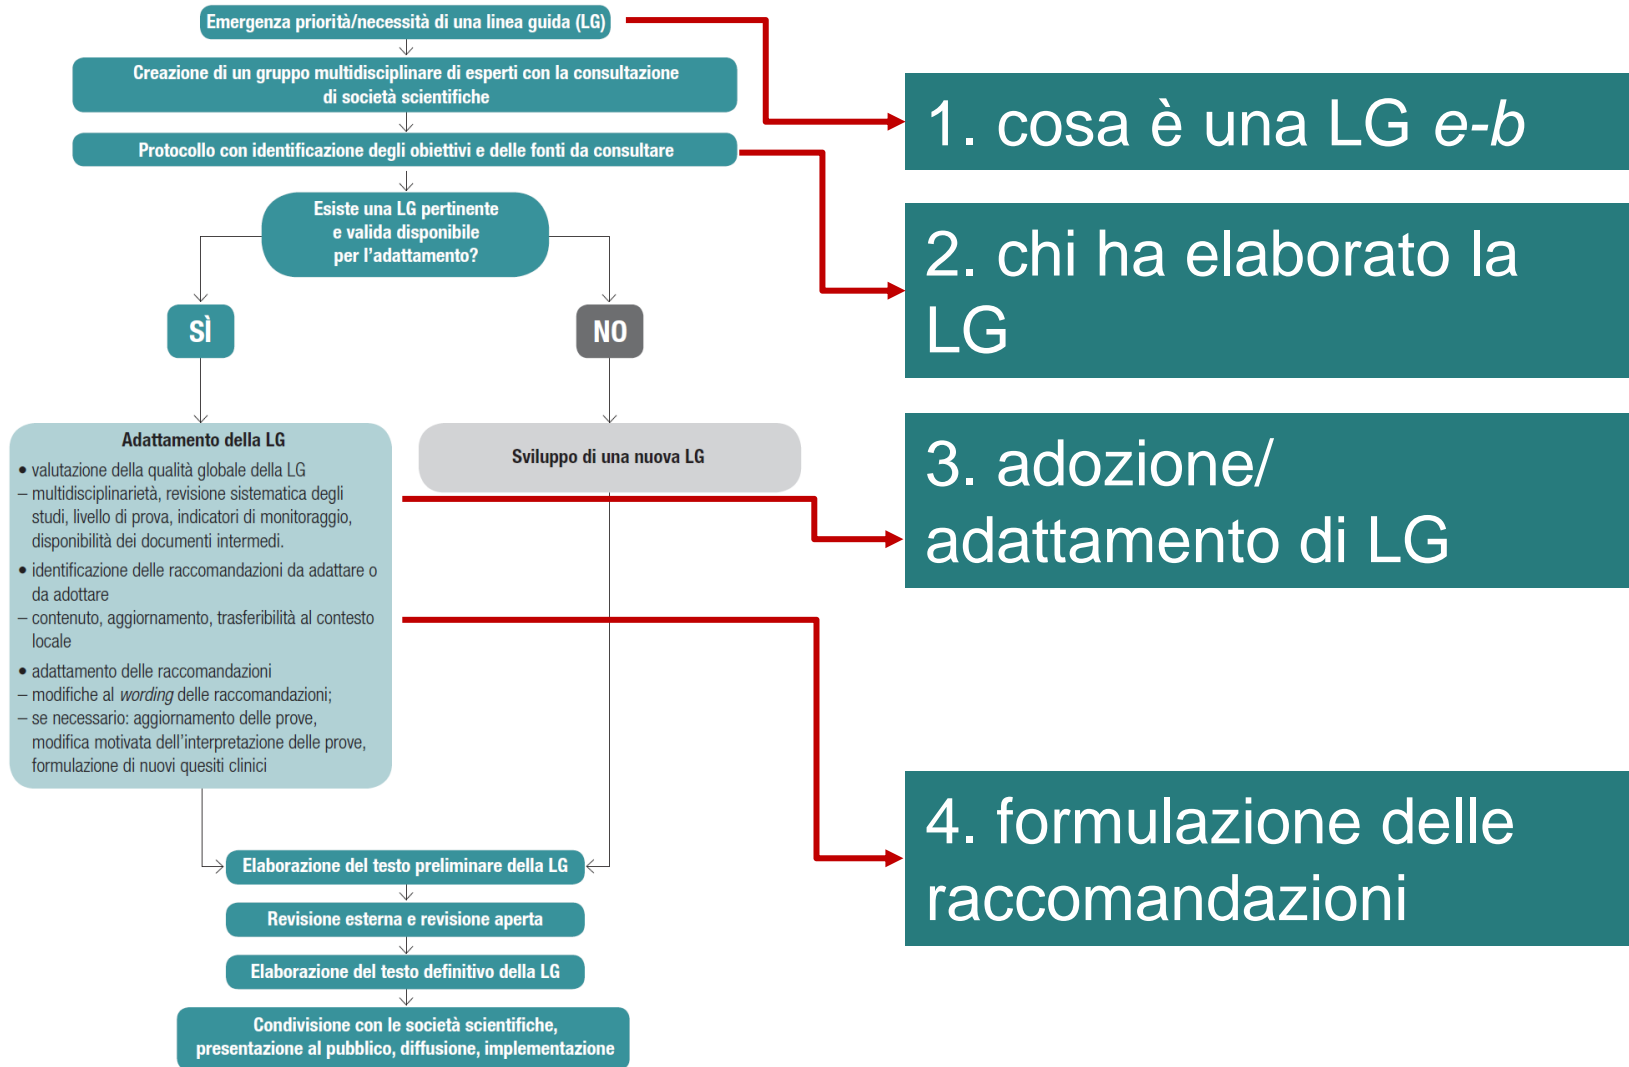 Emergenza priorità/necessità di una linea guida (LG)
Creazione di un gruppo multidisciplinare di esperti con la consultazione
di società scientifiche
Protocollo con identificazione degli obiettivi e delle fonti da consultare
Esiste una LG pertinente
e valida disponibile
per l'adattamento?
SÌ
NO
Adattamento della LG
• valutazione della qualità globale della LG
– multidisciplinarietà, revisione sistematica degli
studi, livello di prova, indicatori di monitoraggio,
disponibilità dei documenti intermedi.
• identificazione delle raccomandazioni da adattare o
da adottare
– contenuto, aggiornamento, trasferibilità al contesto
locale
• adattamento delle raccomandazioni
– modifiche al wording delle raccomandazioni;
– se necessario: aggiornamento delle prove,
modifica motivata dell'interpretazione delle prove,
formulazione di nuovi quesiti clinici
Sviluppo di una nuova LG
Elaborazione del testo preliminare della LG
Revisione esterna e revisione aperta
Elaborazione del testo definitivo della LG
Condivisione con le società scientifiche,
presentazione al pubblico, diffusione, implementazione
1. cosa è una LG e-b
2. chi ha elaborato la
LG
3. adozione/
adattamento di LG
4. formulazione delle
raccomandazioni